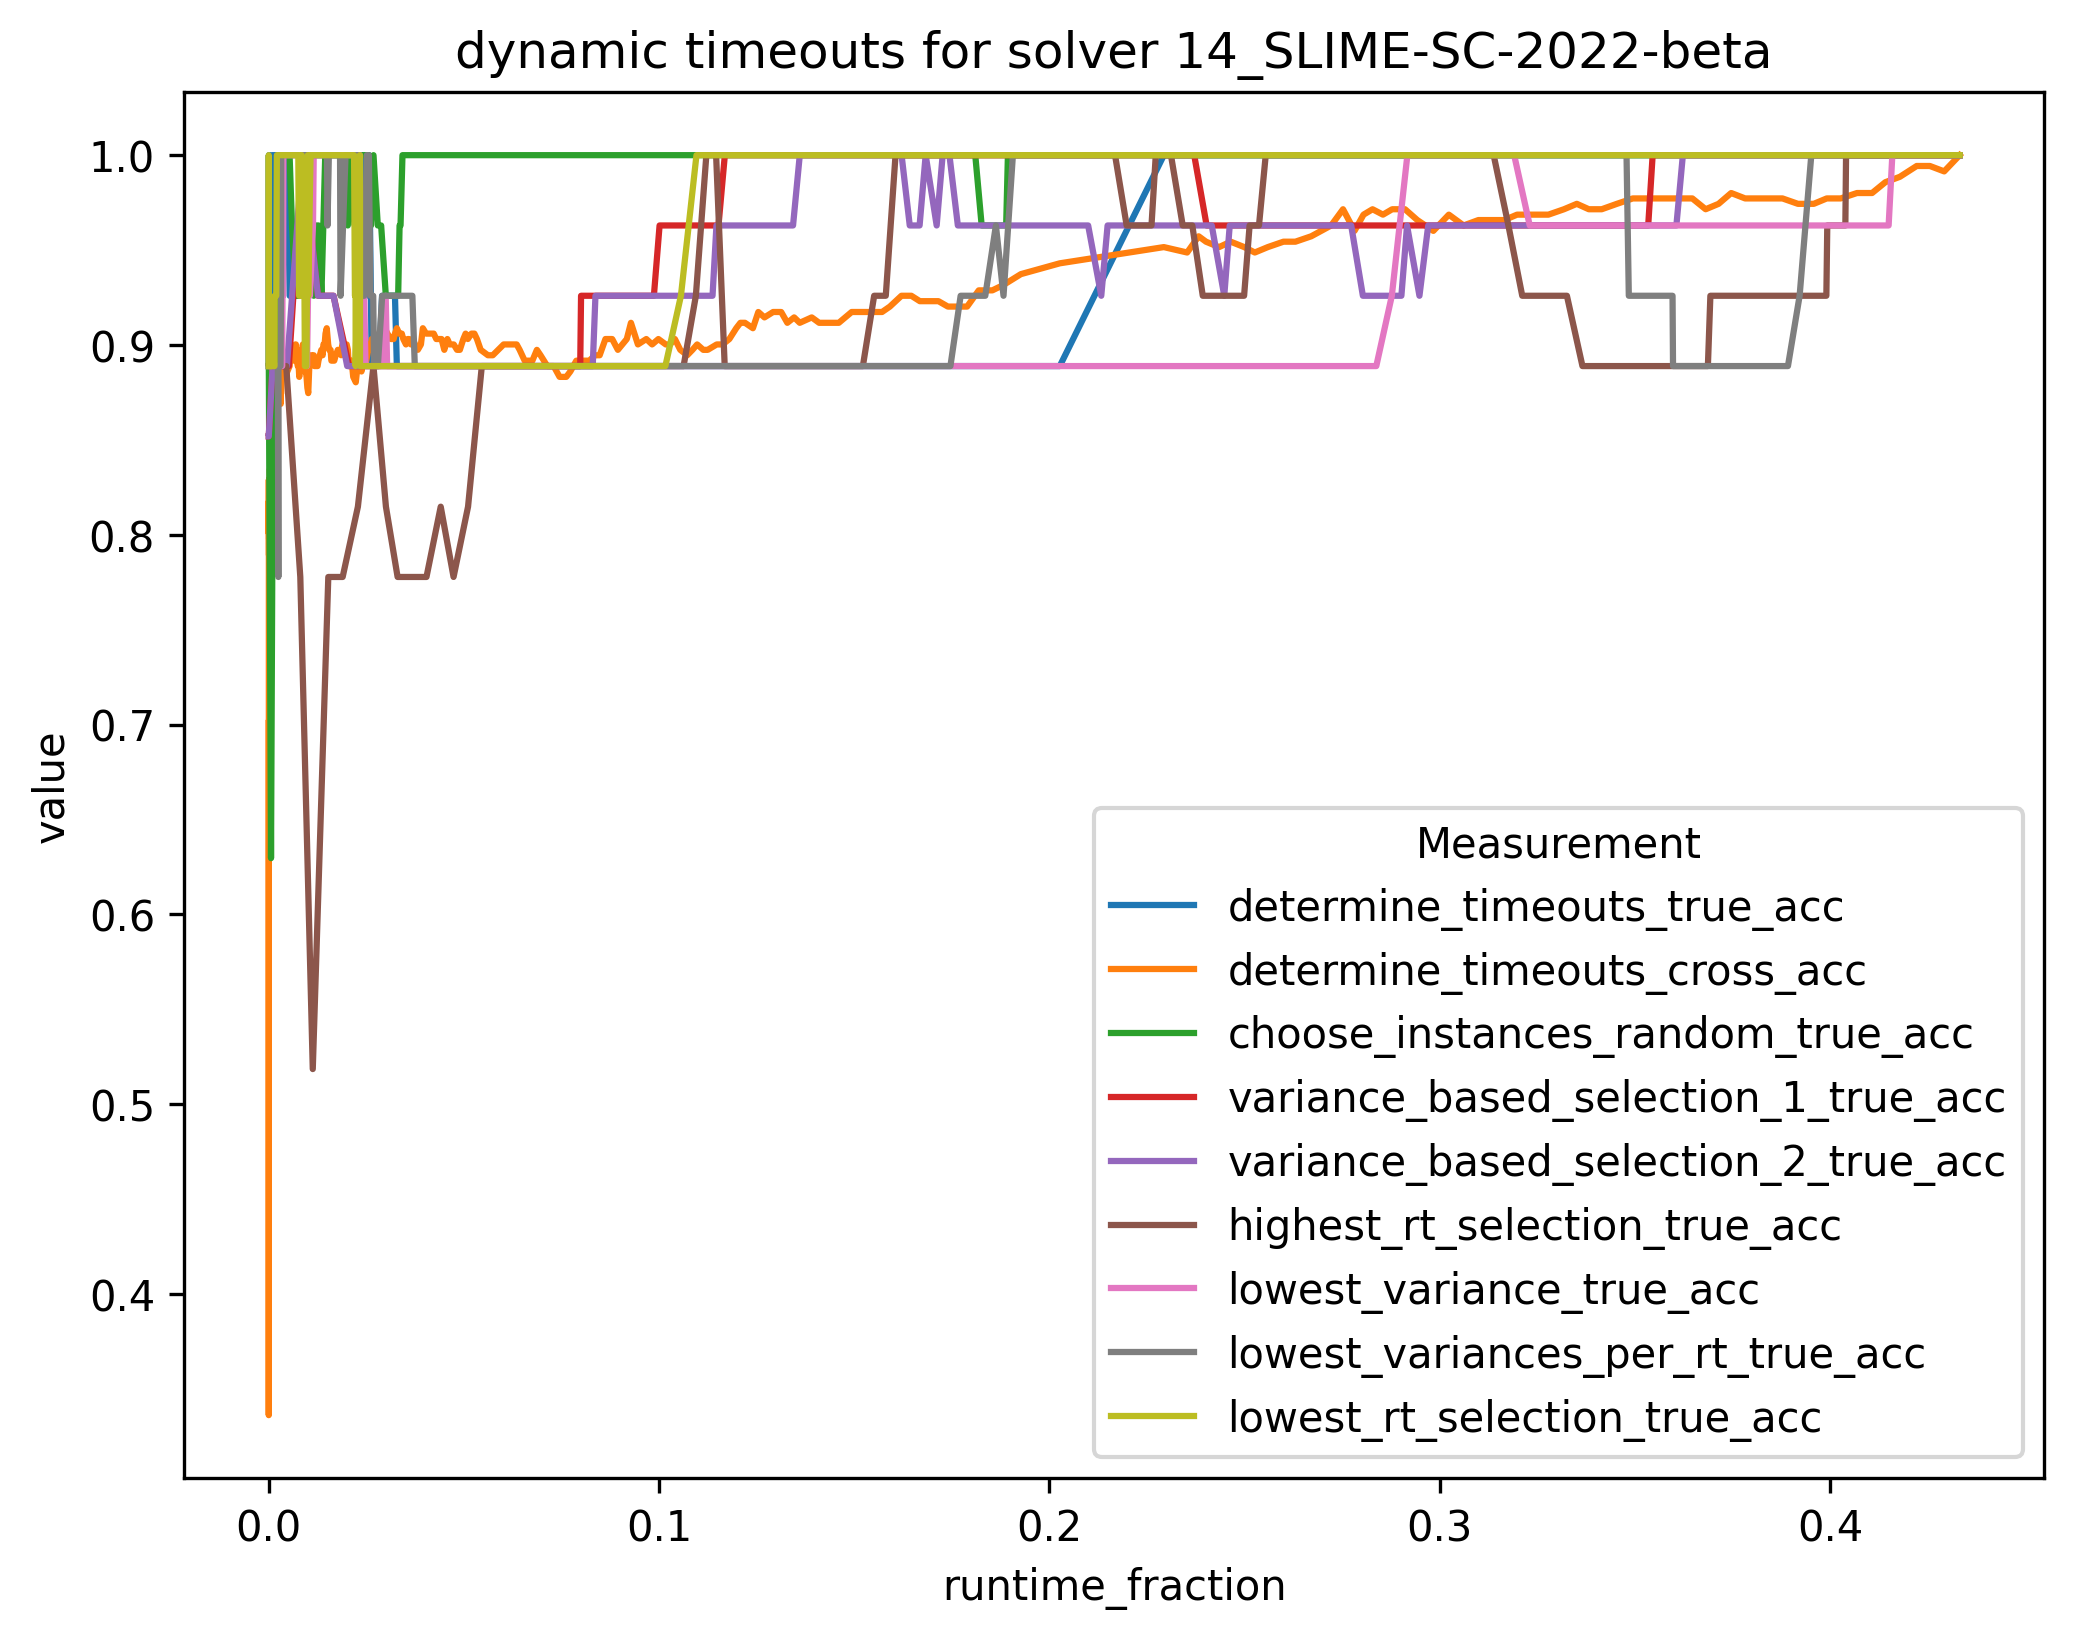 dynamic timeouts for solver 14_SLIME-SC-2022-beta
1.0
0.9
0.8
0.7
0.6
0.5
0.4
value
Measurement
determine_timeouts_true_acc
determine_timeouts_cross_acc
choose_instances_random_true_acc
variance_based_selection_1_true_acc
variance_based_selection_2_true_acc
highest_rt_selection_true_acc
lowest_variance_true_acc
lowest_variances_per_rt_true_acc
lowest_rt_selection_true_acc
0.0 0.1 0.2 0.3 0.4
runtime_fraction